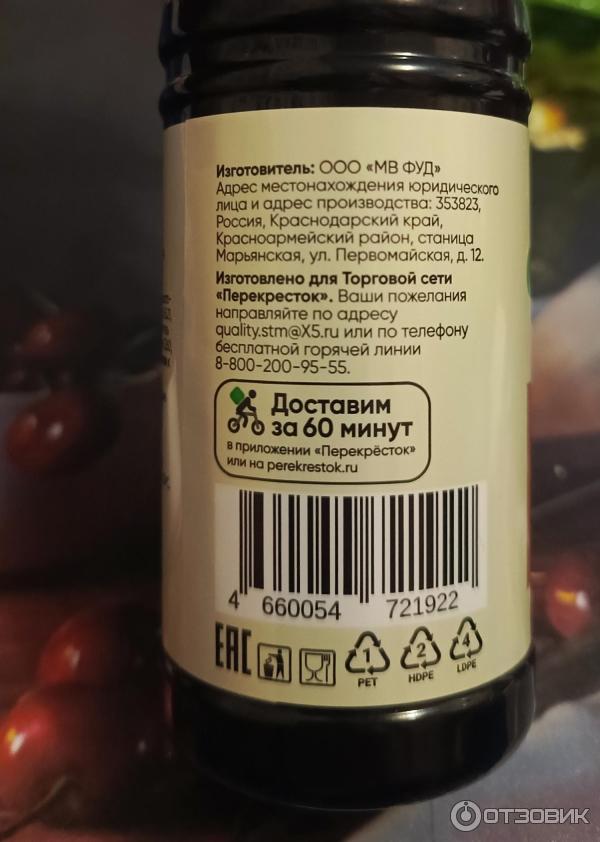 Изготовитель: ООО «МВ ФУД»
Адрес местонахождения юридического
лица и адрес производства: 353823,
Россия, Краснодарский край,
Красноармейский район, станица
Марьянская, ул. Первомайская, д. 12.
Изготовлено для Торговой сети
«Перекресток». Ваши пожелания
направляйте по адресу
quality.stm@X5.ru или по телефону
бесплатной горячей линии
8-800-200-95-55.
Доставим
за 60 минут
в приложении «Перекрёсток»
или на perekrestok.ru
4 660054 721922
EAC
1 2 4
PET HDPE LDPE
ОТЗОВИК